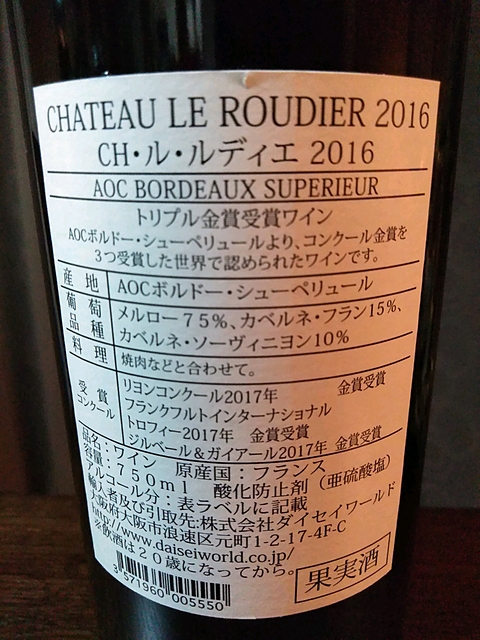 CHATEAU LE ROUDIER 2016
CH・ル・ルディエ 2016
AOC BORDEAUX SUPERIEUR
トリプル金賞受賞ワイン
AOCボルドー・シューペリュールより、コンクール金賞を
3つ受賞した世界で認められたワインです。
産地 AOCボルドー・シューペリュール
葡萄品種 メルロー75%、カベルネ・フラン15%、
カベルネ・ソーヴィニヨン10%
料理 焼肉などと合わせて。
受賞コンクール リヨンコンクール2017年 金賞受賞
フランクフルトインターナショナル
トロフィー2017年 金賞受賞
ジルベール&ガイアール2017年 金賞受賞
品名:ワイン 原産国:フランス
容量:750ml 酸化防止剤(亜硫酸塩)
アルコール分:表ラベルに記載
輸入者及び引取先:株式会社ダイセイワールド
大阪府大阪市浪速区元町1-2-17-4F-C
http://www.daiseiworld.co.jp/
※飲酒は20歳になってから。
果実酒
3 571960 005550